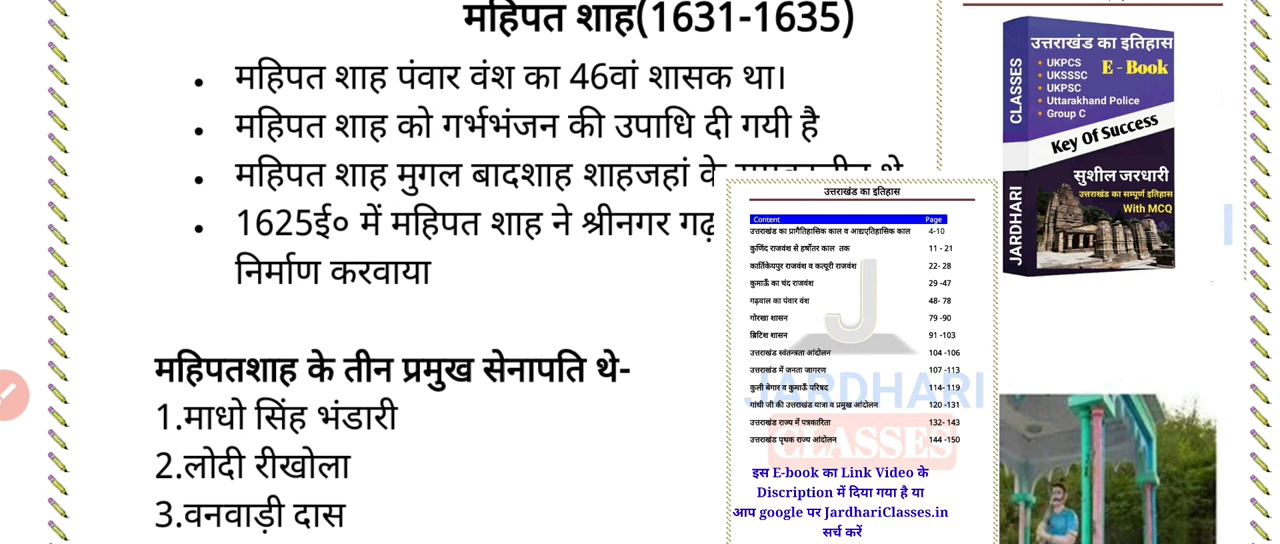 महिपत शाह(1631-1635)
• महिपत शाह पंवार वंश का 46वां शासक था।
• महिपत शाह को गर्भभंजन की उपाधि दी गयी है
• महिपत शाह मुगल बादशाह शाहजहां के
• 1625ई० में महिपत शाह ने श्रीनगर गढ़
निर्माण करवाया
महिपतशाह के तीन प्रमुख सेनापति थे-
1.माधो सिंह भंडारी
2.लोदी रीखोला
3.वनवाड़ी दास
उत्तराखंड का इतिहास
Content Page
उत्तराखंड का प्रागैतिहासिक काल व आद्यएतिहासिक काल 4-10
कुणिंद राजवंश से हर्षोतर काल तक 11 - 21
कार्तिकेयपुर राजवंश व कत्यूरी राजवंश 22- 28
कुमाऊँ का चंद राजवंश 29 -47
गढ़वाल का पंवार वंश 48- 78
गोरखा शासन 79 -90
ब्रिटिश शासन 91 -103
उत्तराखंड स्वंतन्त्रता आंदोलन 104 -106
उत्तराखंड में जनता जागरण 107 -113
कुली बेगार व कुमाऊँ परिषद 114- 119
गांधी जी की उत्तराखंड यात्रा व प्रमुख आंदोलन 120 -131
उत्तराखंड राज्य में पत्रकारिता 132- 143
उत्तराखंड पृथक राज्य आंदोलन 144 -150
J
JARDHARI
CLASSES
इस E-book का Link Video के
Discription में दिया गया है या
आप google पर JardhariClasses.in
सर्च करें
उत्तराखंड का इतिहास
• UKPCS
• UKSSSC
• UKPSC
• Uttarakhand Police
• Group C
E - Book
Key Of Success
सुशील जरधारी
उत्तराखंड का सम्पूर्ण इतिहास
With MCQ
JARDHARI CLASSES